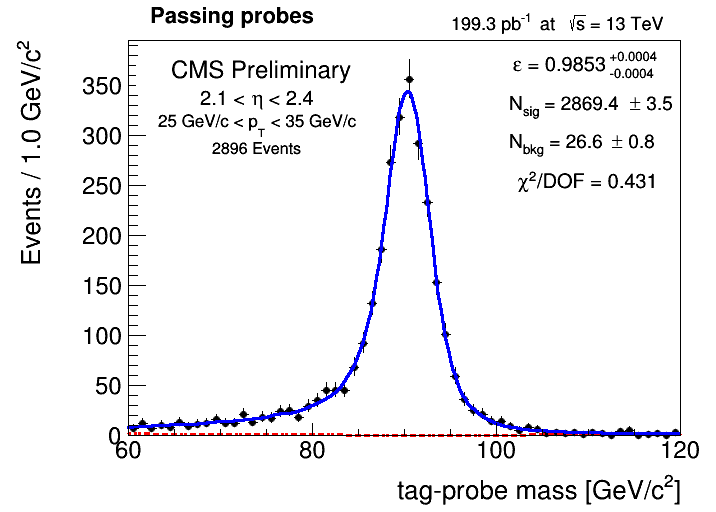 Passing probes
199.3 pb⁻¹ at √s = 13 TeV
CMS Preliminary
2.1 < η < 2.4
25 GeV/c < p_T < 35 GeV/c
2896 Events
ε = 0.9853 +0.0004 -0.0004
N_sig = 2869.4 ± 3.5
N_bkg = 26.6 ± 0.8
χ²/DOF = 0.431
Events / 1.0 GeV/c²
350
300
250
200
150
100
50
0
60 80 100 120
tag-probe mass [GeV/c²]